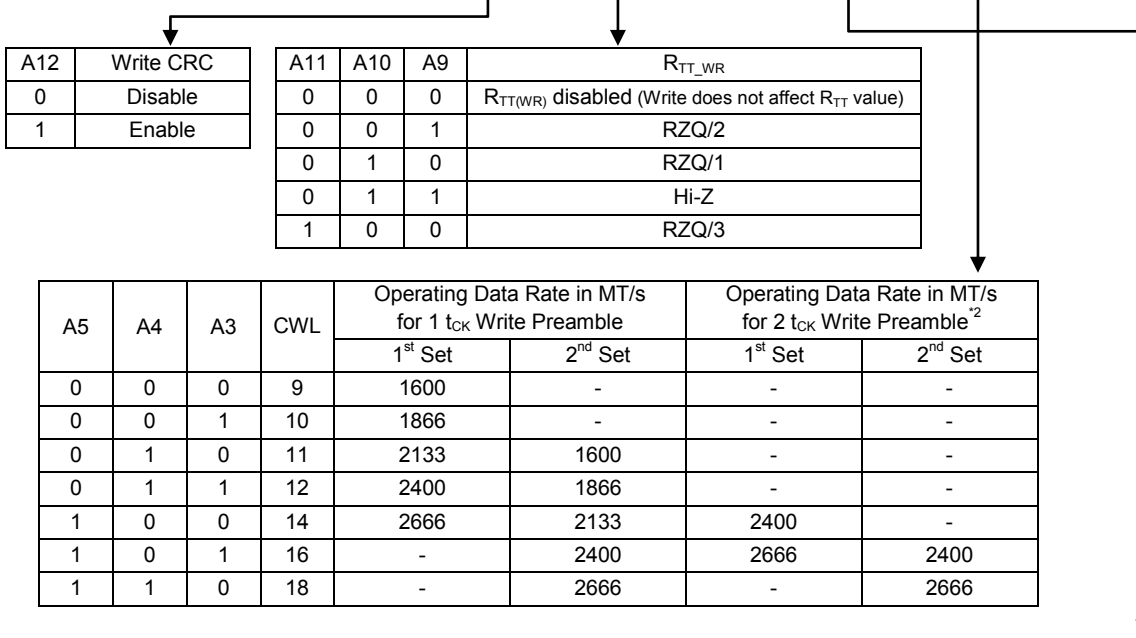 A12 Write CRC
0 Disable
1 Enable
A11 A10 A9 RTT_WR
0 0 0 RTT(WR) disabled (Write does not affect RTT value)
0 0 1 RZQ/2
0 1 0 RZQ/1
0 1 1 Hi-Z
1 0 0 RZQ/3
A5 A4 A3 CWL
Operating Data Rate in MT/s
for 1 tCK Write Preamble
Operating Data Rate in MT/s
for 2 tCK Write Preamble*2
1st Set 2nd Set 1st Set 2nd Set
0 0 0 9 1600 - - -
0 0 1 10 1866 - - -
0 1 0 11 2133 1600 - -
0 1 1 12 2400 1866 - -
1 0 0 14 2666 2133 2400 -
1 0 1 16 - 2400 2666 2400
1 1 0 18 - 2666 - 2666